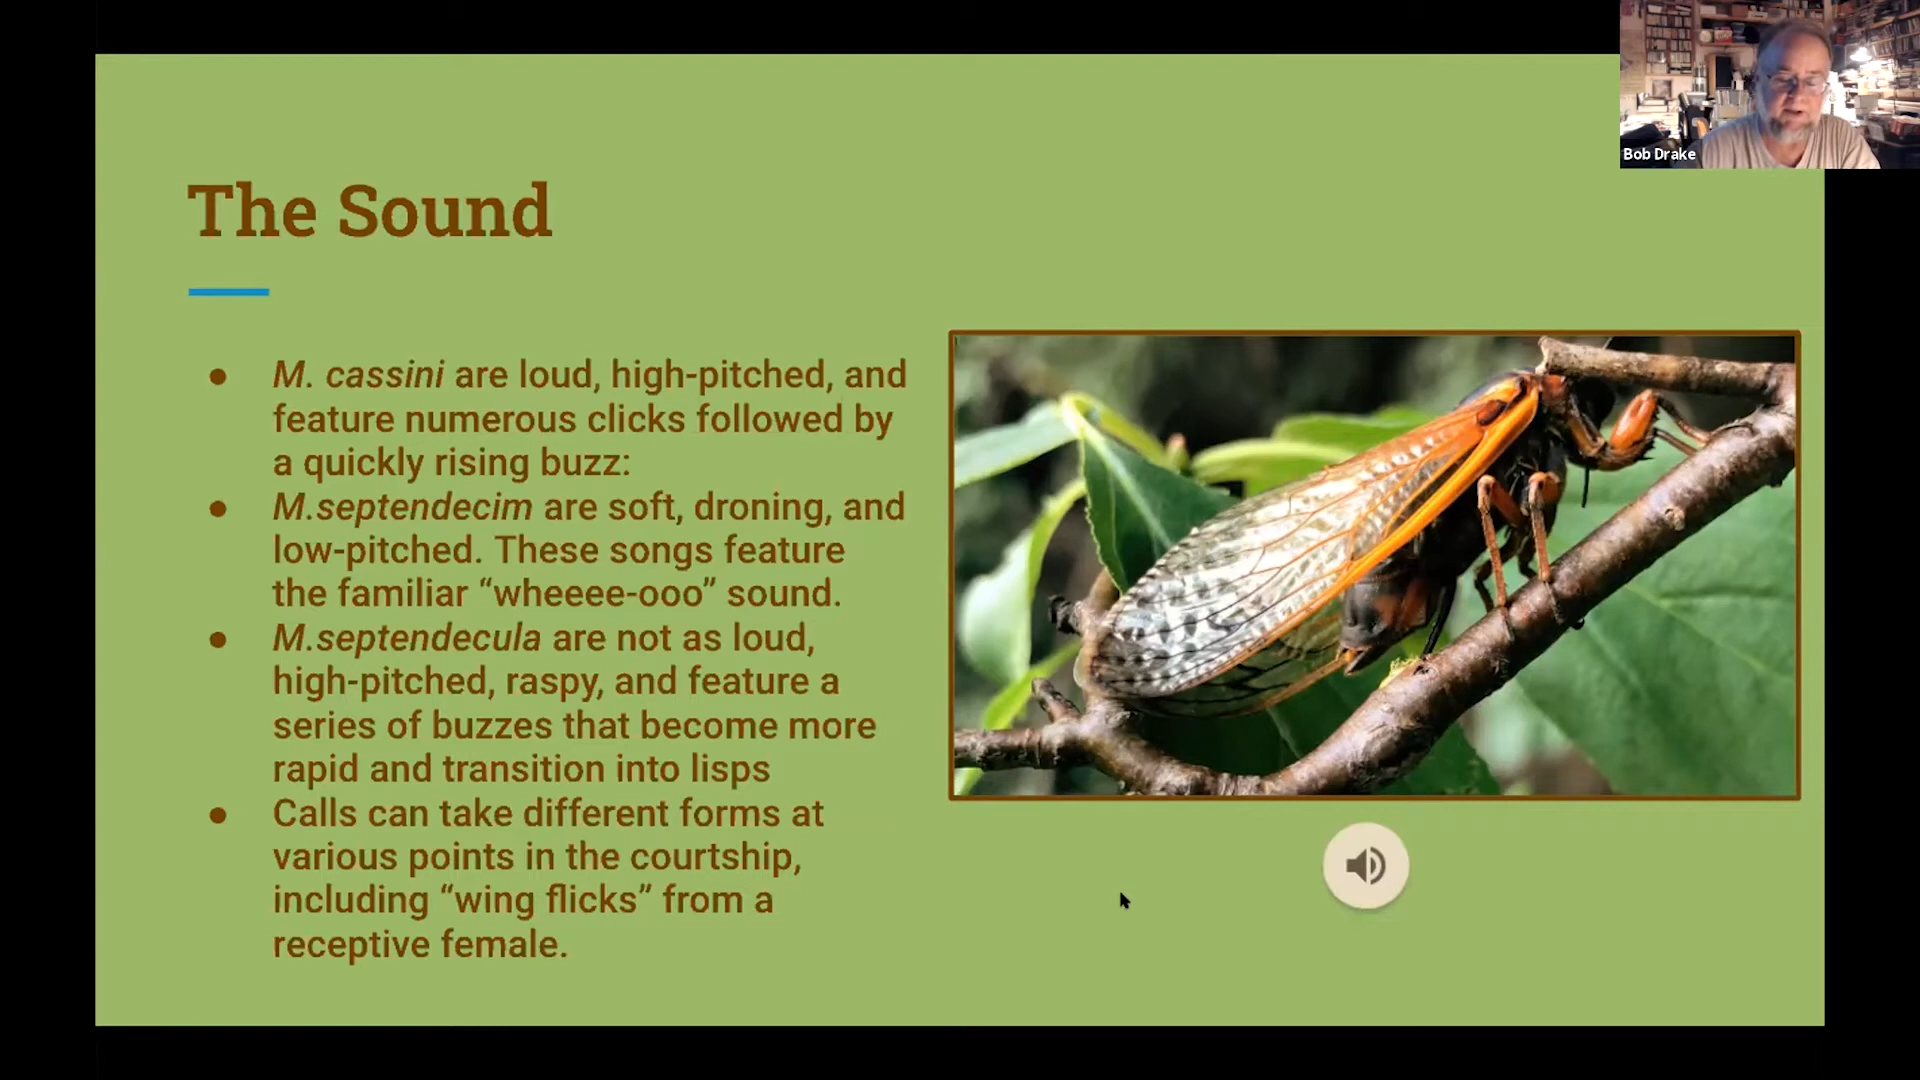 Bob Drake
The Sound
● M. cassini are loud, high-pitched, and
feature numerous clicks followed by
a quickly rising buzz:
● M.septendecim are soft, droning, and
low-pitched. These songs feature
the familiar “wheeee-ooo” sound.
● M.septendecula are not as loud,
high-pitched, raspy, and feature a
series of buzzes that become more
rapid and transition into lisps
● Calls can take different forms at
various points in the courtship,
including “wing flicks” from a
receptive female.